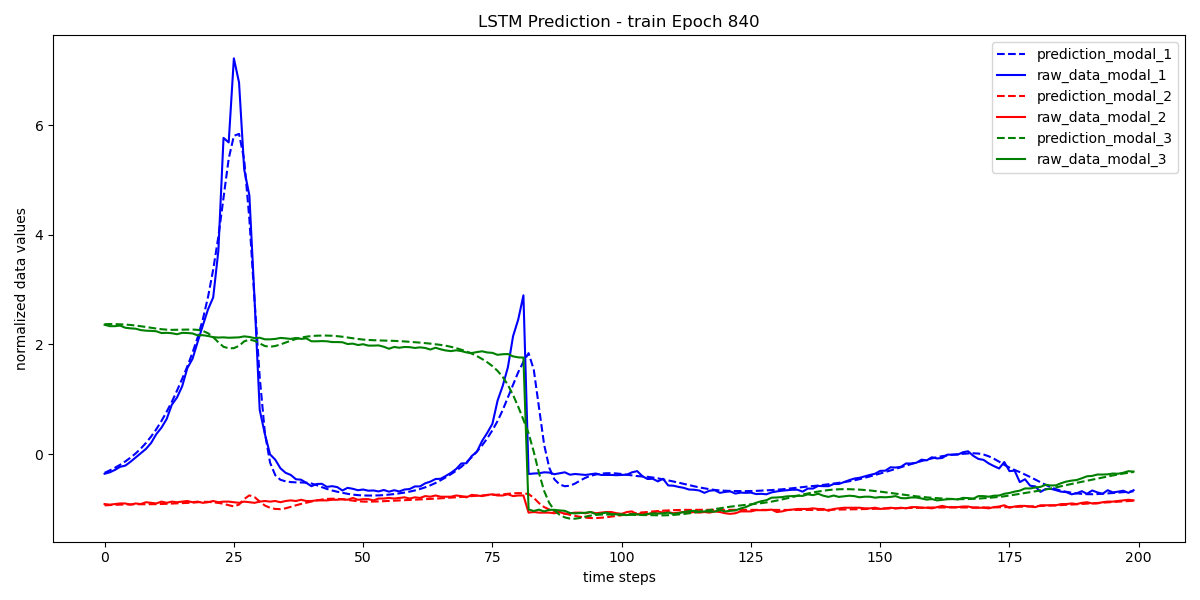 LSTM Prediction - train Epoch 840
prediction_modal_1
raw_data_modal_1
prediction_modal_2
raw_data_modal_2
prediction_modal_3
raw_data_modal_3
normalized data values
6
4
2
0
0 25 50 75 100 125 150 175 200
time steps